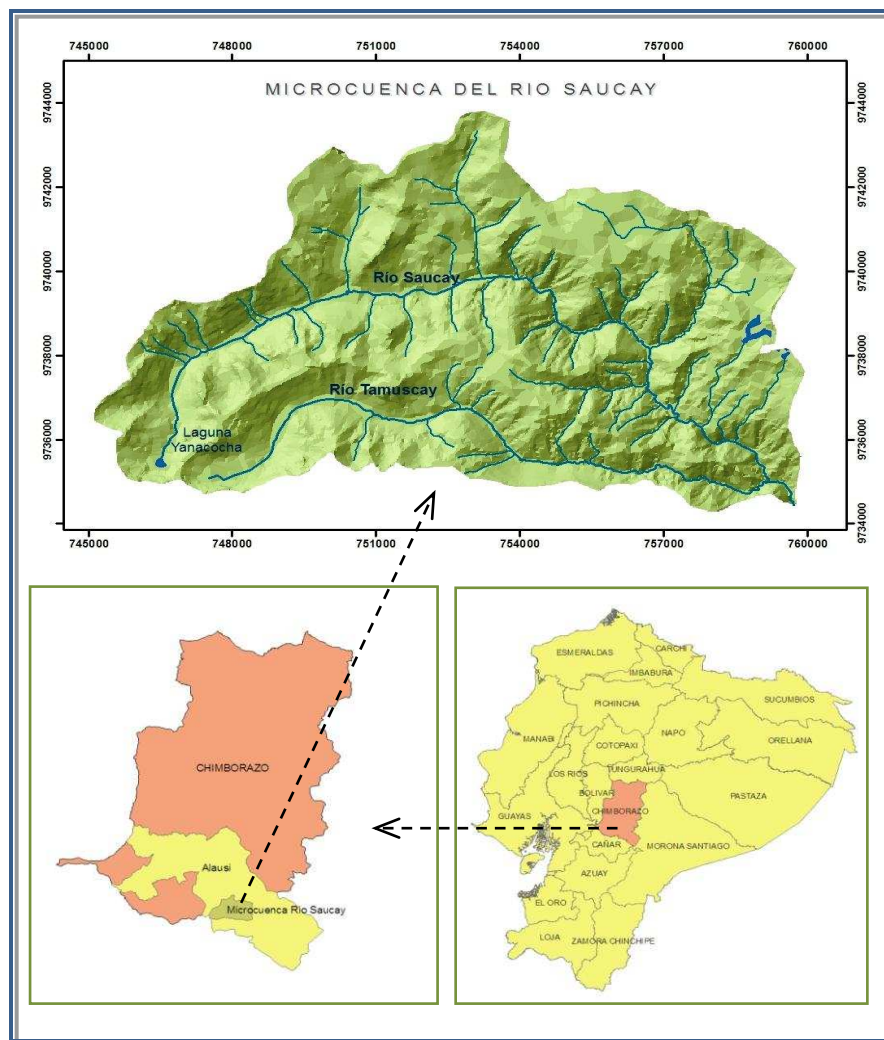 745000 748000 751000 754000 757000 760000
MICROCUENCA DEL RIO SAUCAY
9744000
9744000
9742000
9742000
9740000
9740000
Río Saucay
9738000
9738000
Río Tamuscay
9736000
9736000
Laguna
Yanacocha
9734000
9734000
745000 748000 751000 754000 757000 760000
CHIMBORAZO
Alausi
Microcuenca Rio Saucay
ESMERALDAS
CARCHI
IMBABURA
SUCUMBIOS
PICHINCHA
NAPO
MANABI
ORELLANA
COTOPAXI
TUNGURAHUA
LOS RIOS
BOLIVAR
PASTAZA
CHIMBORAZO
GUAYAS
CAÑAR
MORONA SANTIAGO
AZUAY
EL ORO
LOJA
ZAMORA CHINCHIPE